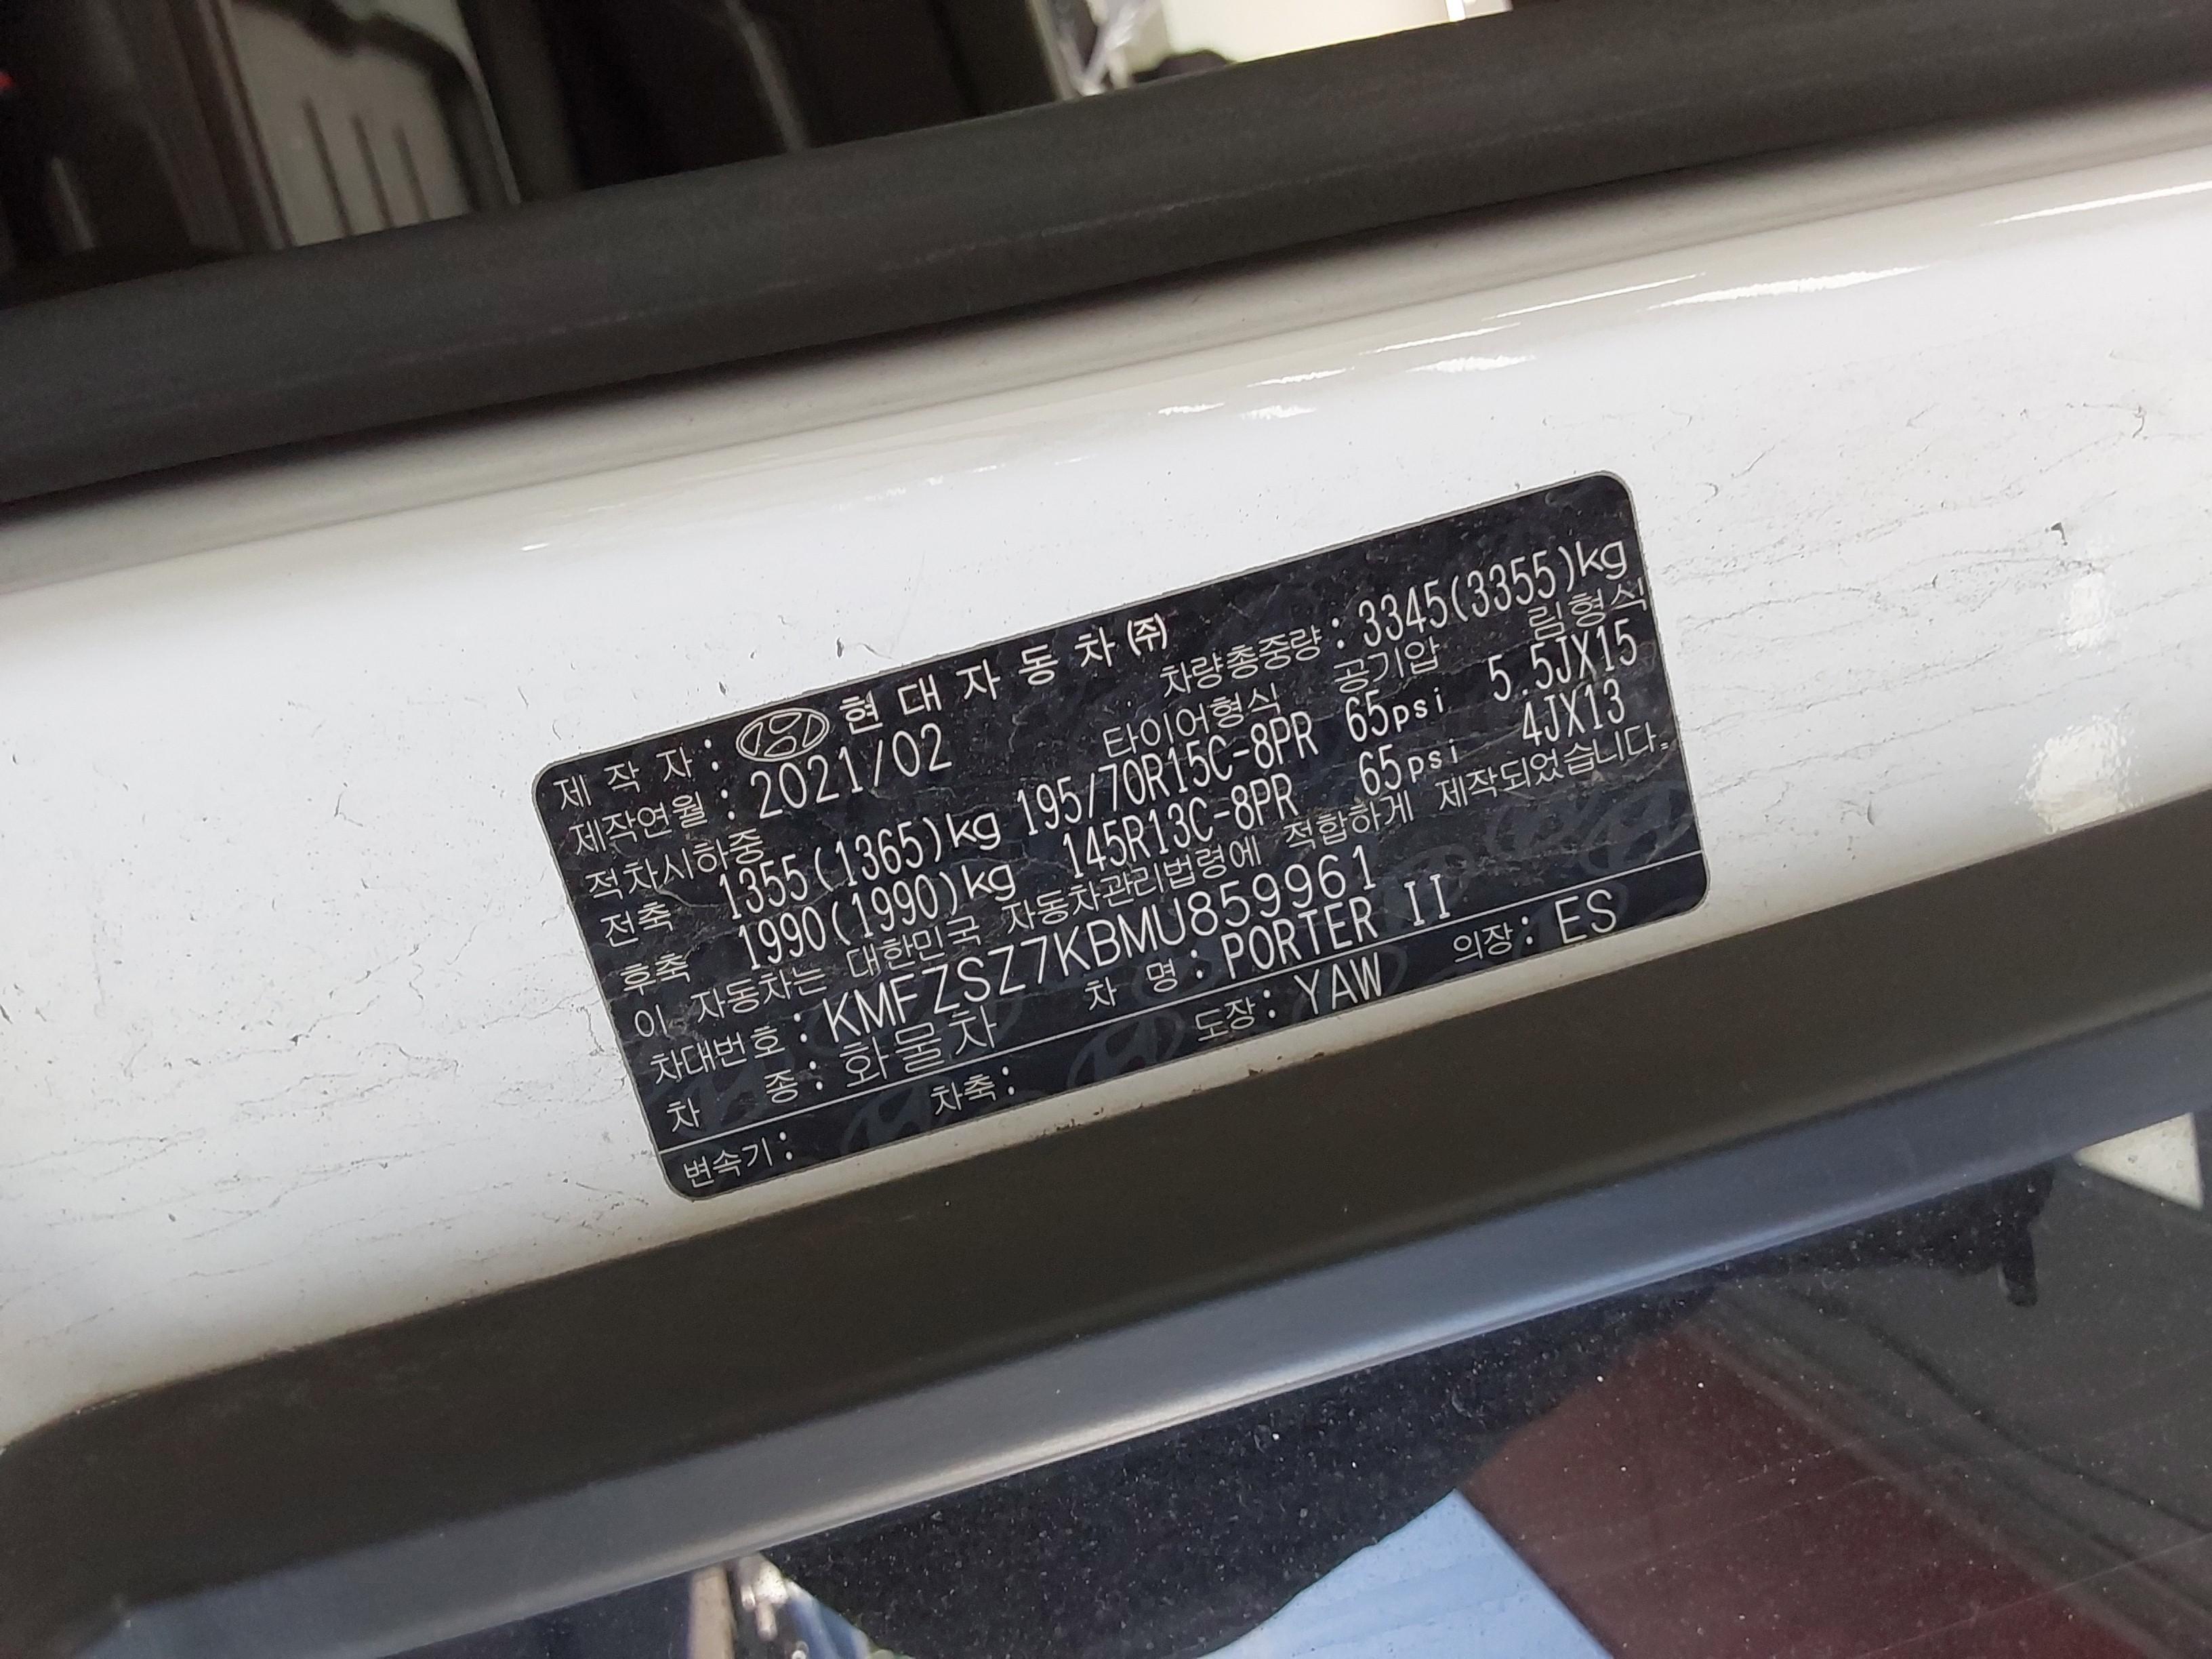 제 작 자 : 현 대 자 동 차 ㈜
제작연월 : 2021/02 차량총중량 : 3345(3355)kg
적차시하중 타이어형식 공기압 림형식
전축 1355(1365)kg 195/70R15C-8PR 65psi 5.5JX15
후축 1990(1990)kg 145R13C-8PR 65psi 4JX13
이 자동차는 대한민국 자동차관리법령에 적합하게 제작되었습니다.
차대번호 : KMFZSZ7KBMU859961
차 종 : 화물차 차 명 : PORTER II
변속기 : 차축 : 도장 : YAW 의장 : ES